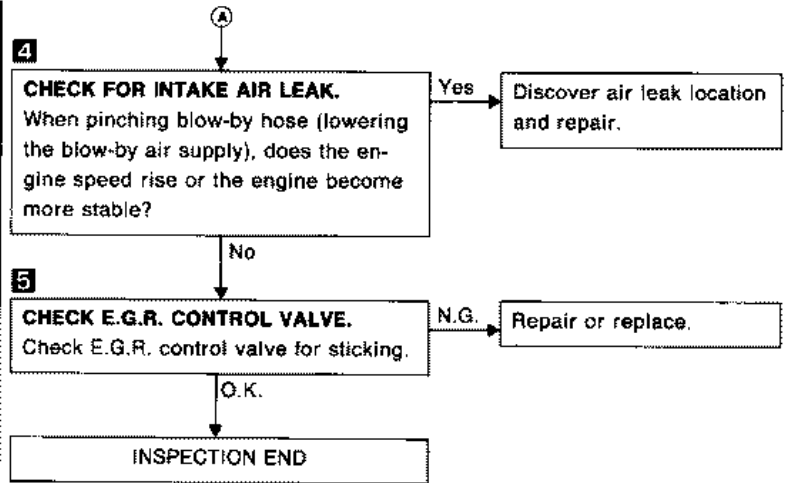 A
4
CHECK FOR INTAKE AIR LEAK.
When pinching blow-by hose (lowering
the blow-by air supply), does the en-
gine speed rise or the engine become
more stable?
Yes
Discover air leak location
and repair.
No
5
CHECK E.G.R. CONTROL VALVE.
Check E.G.R. control valve for sticking.
N.G.
Repair or replace.
O.K.
INSPECTION END